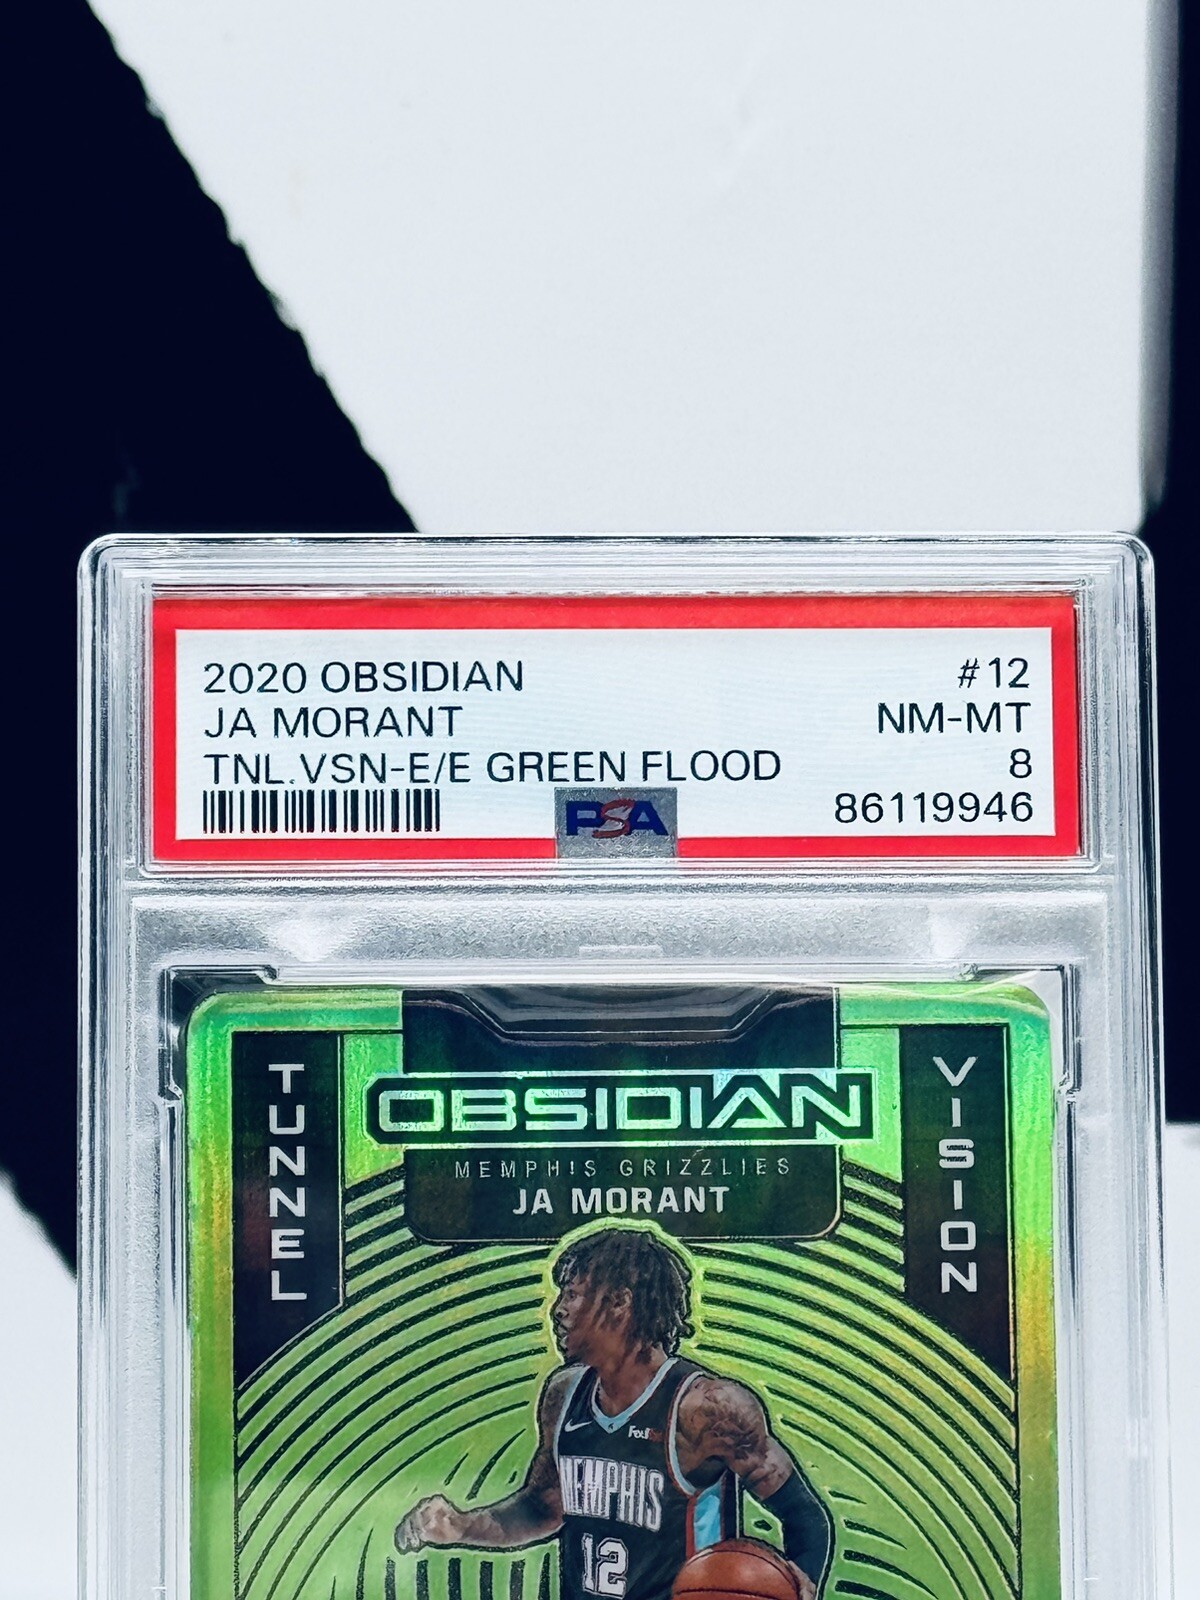 2020 OBSIDIAN #12
JA MORANT NM-MT
TNL.VSN-E/E GREEN FLOOD 8
PSA 86119946
TUNNEL
OBSIDIAN
VISION
MEMPHIS GRIZZLIES
JA MORANT
FedEx
MEMPHIS
12